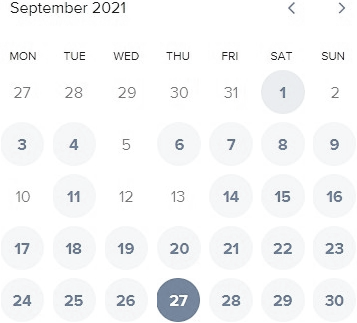 September 2021 < >
MON TUE WED THU FRI SAT SUN
27 28 29 30 31 1 2
3 4 5 6 7 8 9
10 11 12 13 14 15 16
17 18 19 20 21 22 23
24 25 26 27 28 29 30